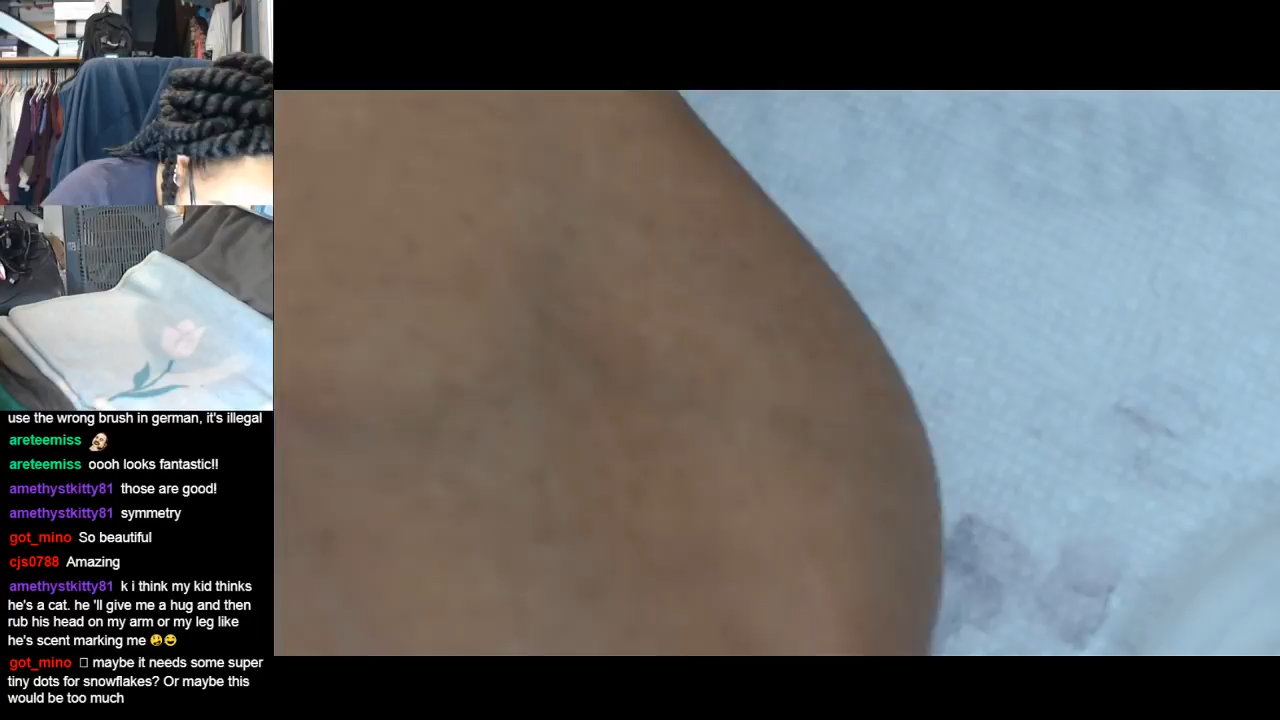 use the wrong brush in german, it's illegal
areteemiss
areteemiss oooh looks fantastic!!
amethystkitty81 those are good!
amethystkitty81 symmetry
got_mino So beautiful
cjs0788 Amazing
amethystkitty81 k i think my kid thinks
he's a cat. he 'll give me a hug and then
rub his head on my arm or my leg like
he's scent marking me
got_mino maybe it needs some super
tiny dots for snowflakes? Or maybe this
would be too much